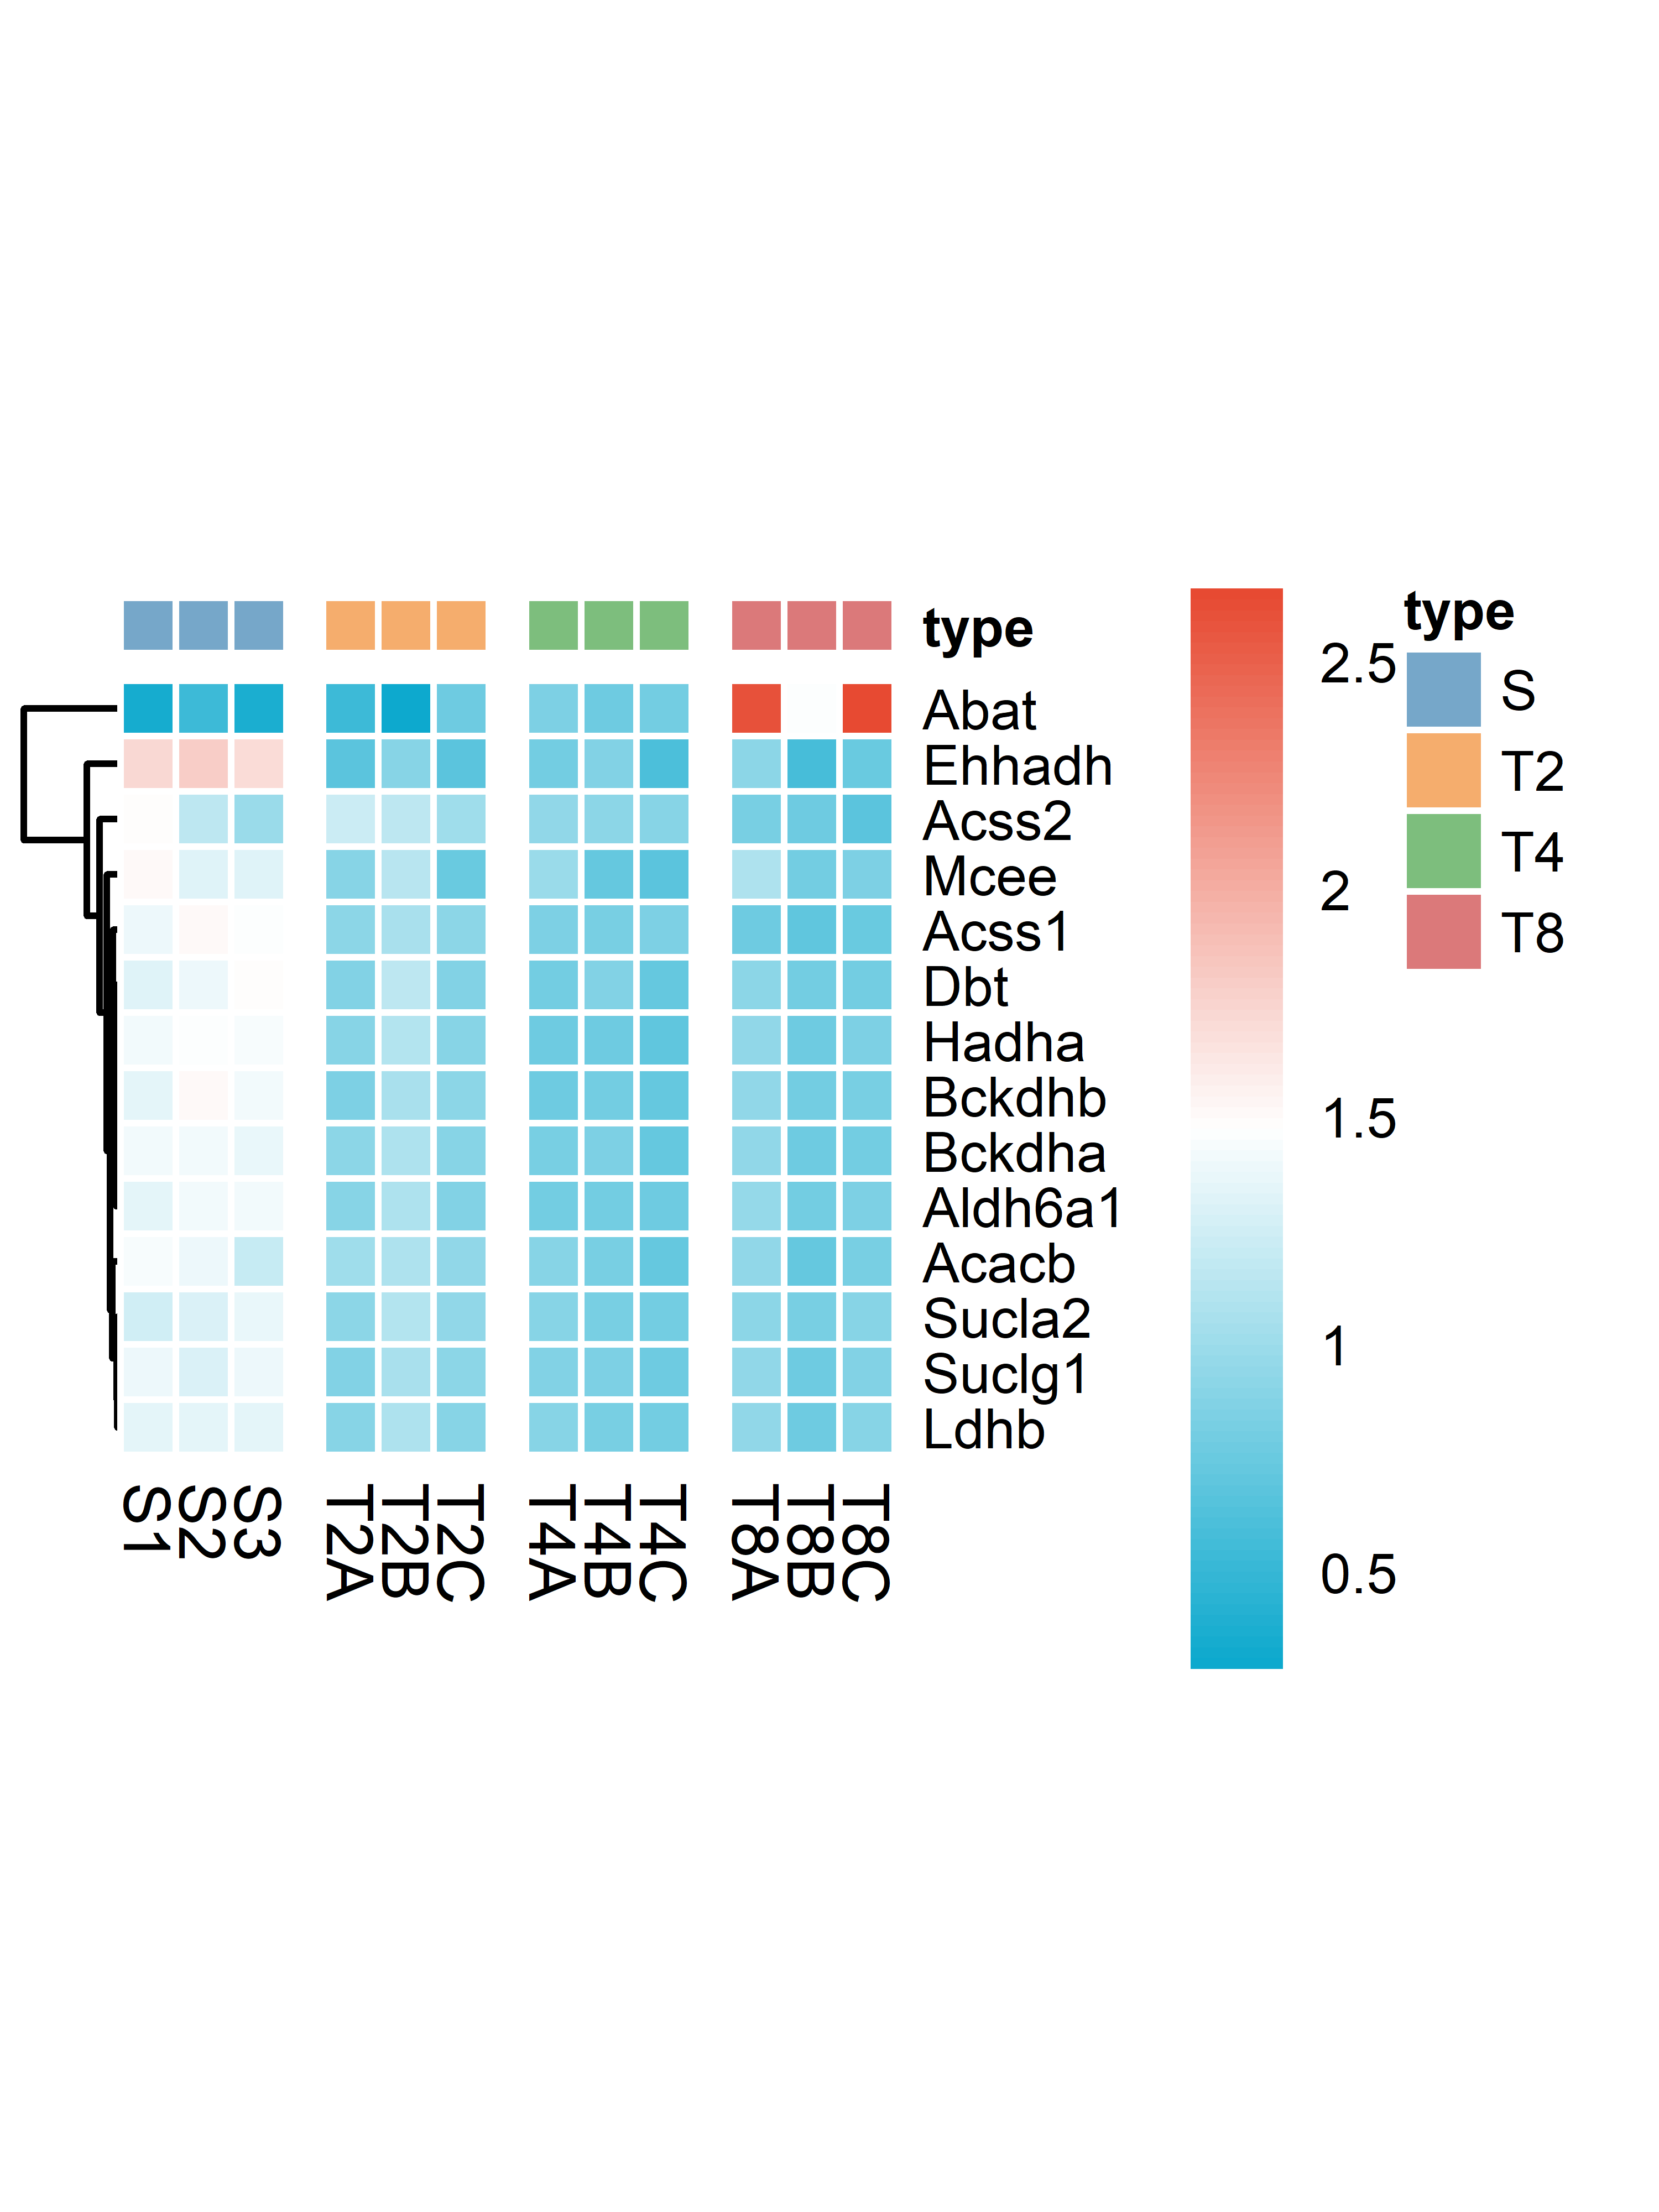 type
Abat
Ehhadh
Acss2
Mcee
Acss1
Dbt
Hadha
Bckdhb
Bckdha
Aldh6a1
Acacb
Sucla2
Suclg1
Ldhb
S1
S2
S3
T2A
T2B
T2C
T4A
T4B
T4C
T8A
T8B
T8C
2.5
2
1.5
1
0.5
type
S
T2
T4
T8